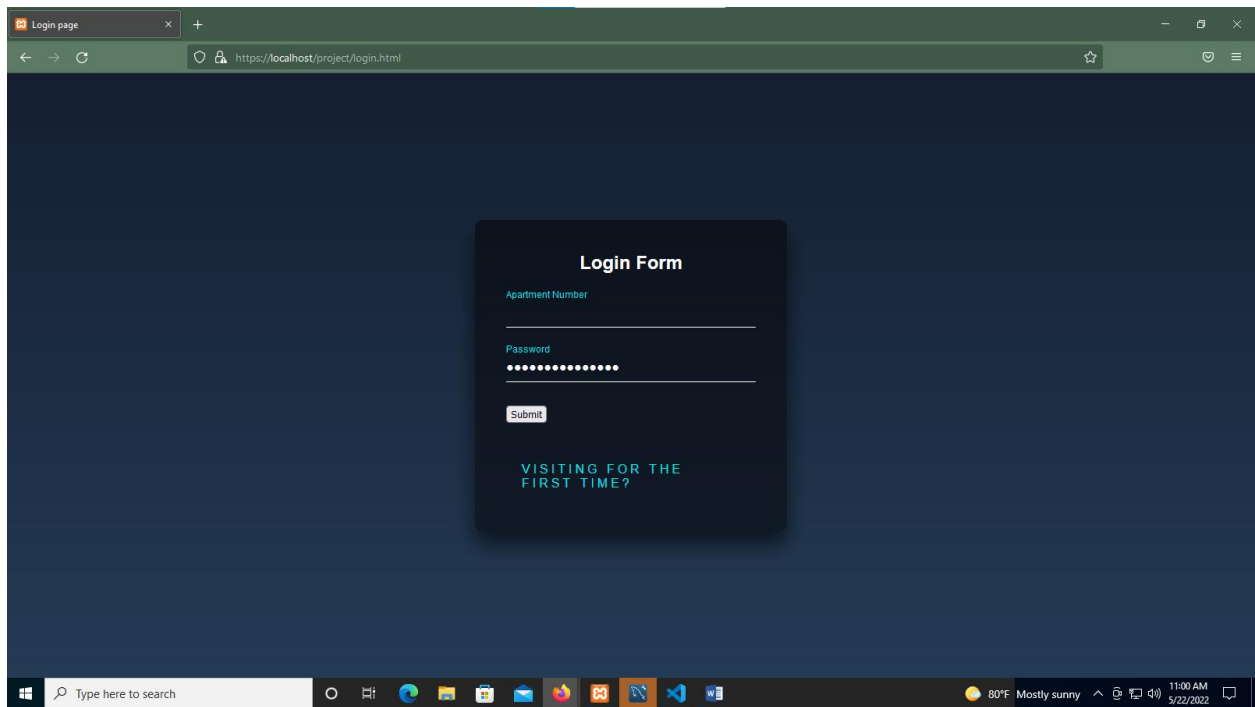 Login page
https://localhost/project/login.html
Login Form
Apartment Number
Password
Submit
VISITING FOR THE
FIRST TIME?
Type here to search
80°F Mostly sunny
11:00 AM
5/22/2022